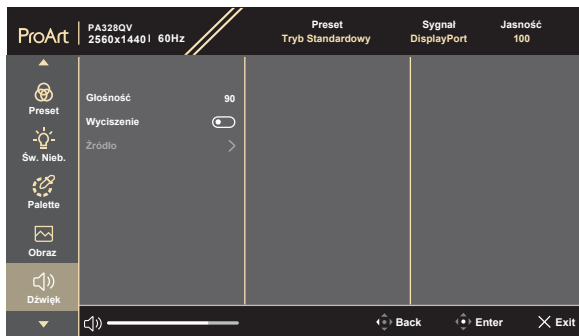 ProArt
PA328QV
2560x1440 | 60Hz
Preset
Tryb Standardowy
Sygnał
DisplayPort
Jasność
100
Preset
Św. Nieb.
Palette
Obraz
Dźwięk
Głośność 90
Wyciszenie
Źródło
Back Enter Exit